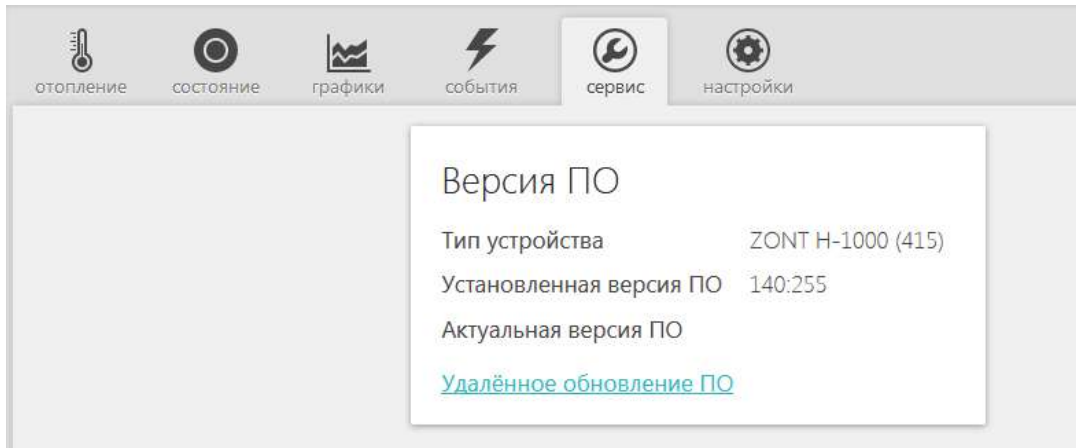 отопление состояние графики события сервис настройки
Версия ПО
Тип устройства ZONT H-1000 (415)
Установленная версия ПО 140:255
Актуальная версия ПО
Удалённое обновление ПО